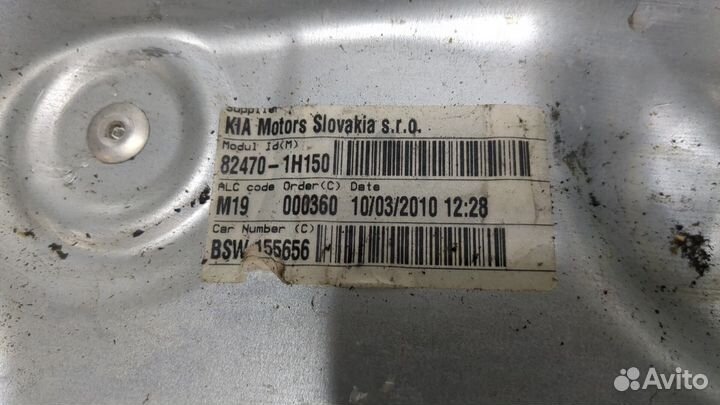 Supplier
KIA Motors Slovakia s.r.o.
Modul Id(M)
82470-1H150
ALC code Order(C) Date
M19 000360 10/03/2010 12:28
Car Number (C)
BSW 155656
Avito